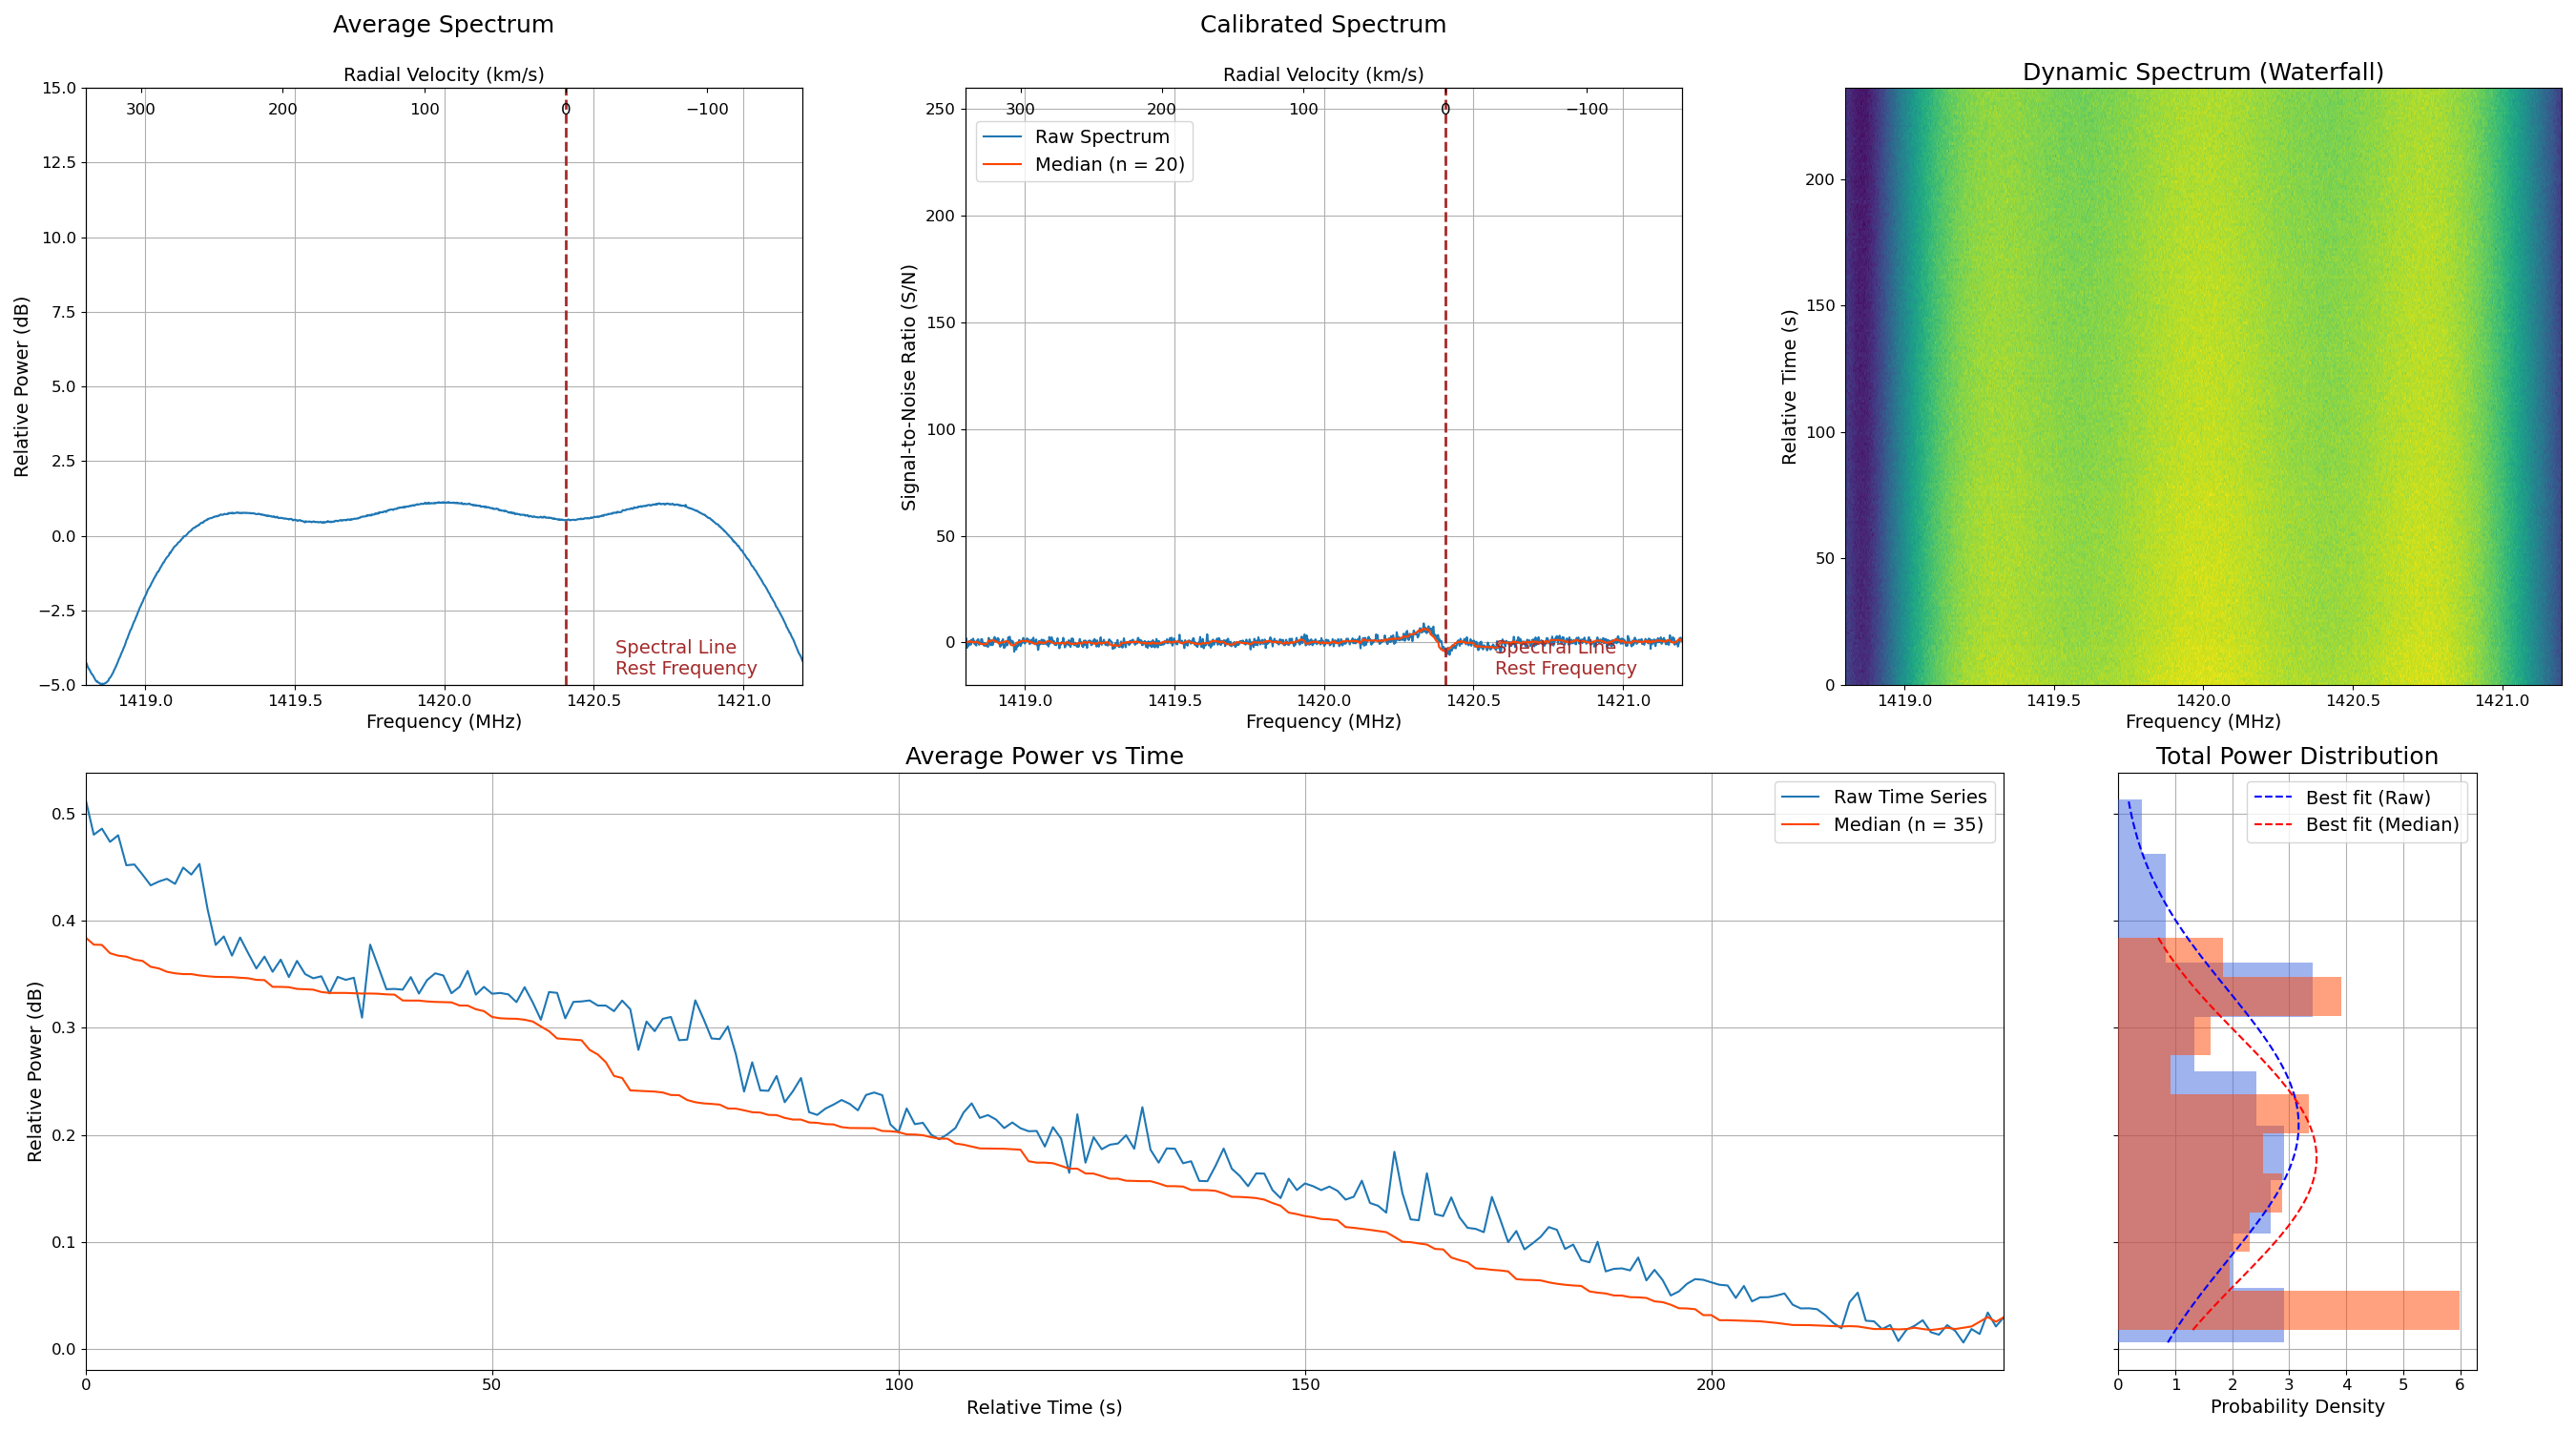 Average Spectrum
Radial Velocity (km/s)
300 200 100 0 −100
15.0
12.5
10.0
7.5
5.0
2.5
0.0
−2.5
−5.0
Relative Power (dB)
Spectral Line
Rest Frequency
1419.0 1419.5 1420.0 1420.5 1421.0
Frequency (MHz)
Calibrated Spectrum
Radial Velocity (km/s)
300 200 100 0 −100
Raw Spectrum
Median (n = 20)
250
200
150
100
50
0
Signal-to-Noise Ratio (S/N)
Spectral Line
Rest Frequency
1419.0 1419.5 1420.0 1420.5 1421.0
Frequency (MHz)
Dynamic Spectrum (Waterfall)
200
150
100
50
0
Relative Time (s)
1419.0 1419.5 1420.0 1420.5 1421.0
Frequency (MHz)
Average Power vs Time
Raw Time Series
Median (n = 35)
0.5
0.4
0.3
0.2
0.1
0.0
Relative Power (dB)
0 50 100 150 200
Relative Time (s)
Total Power Distribution
Best fit (Raw)
Best fit (Median)
0 1 2 3 4 5 6
Probability Density